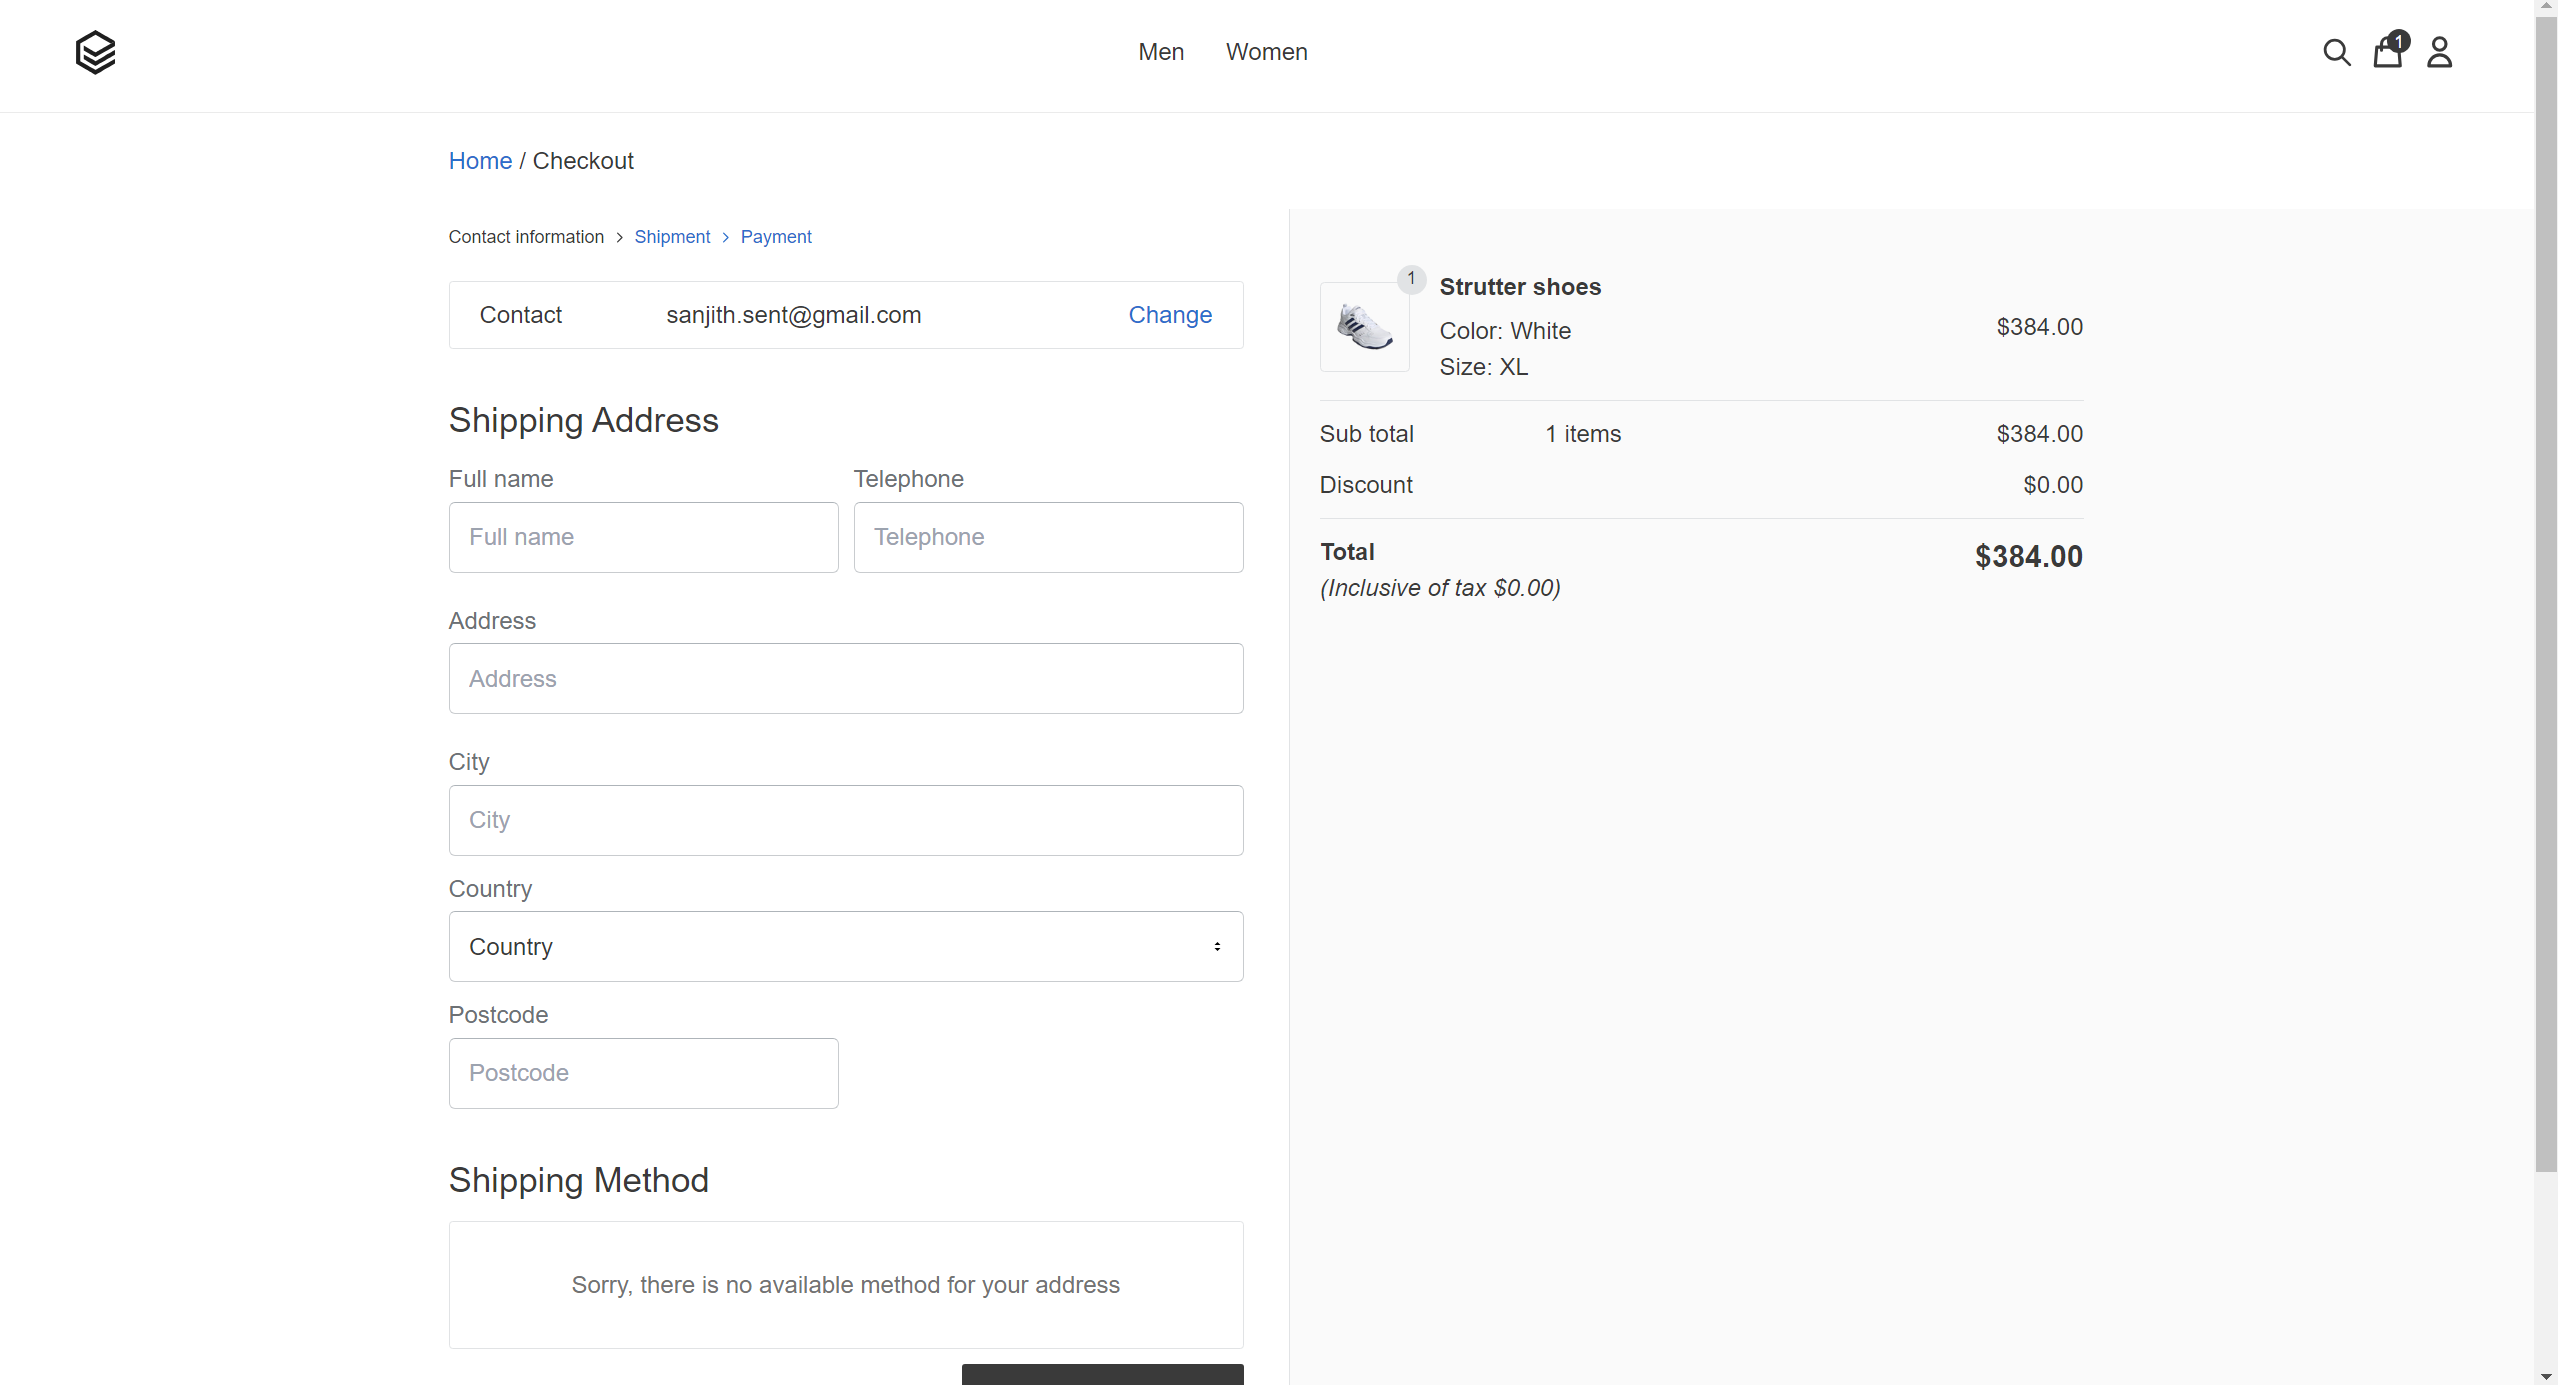 Men Women
1
Home / Checkout
Contact information > Shipment > Payment
Contact sanjith.sent@gmail.com Change
Shipping Address
Full name Telephone
Full name Telephone
Address
Address
City
City
Country
Country
Postcode
Postcode
Shipping Method
Sorry, there is no available method for your address
1
Strutter shoes
Color: White
Size: XL
$384.00
Sub total 1 items $384.00
Discount $0.00
Total $384.00
(Inclusive of tax $0.00)